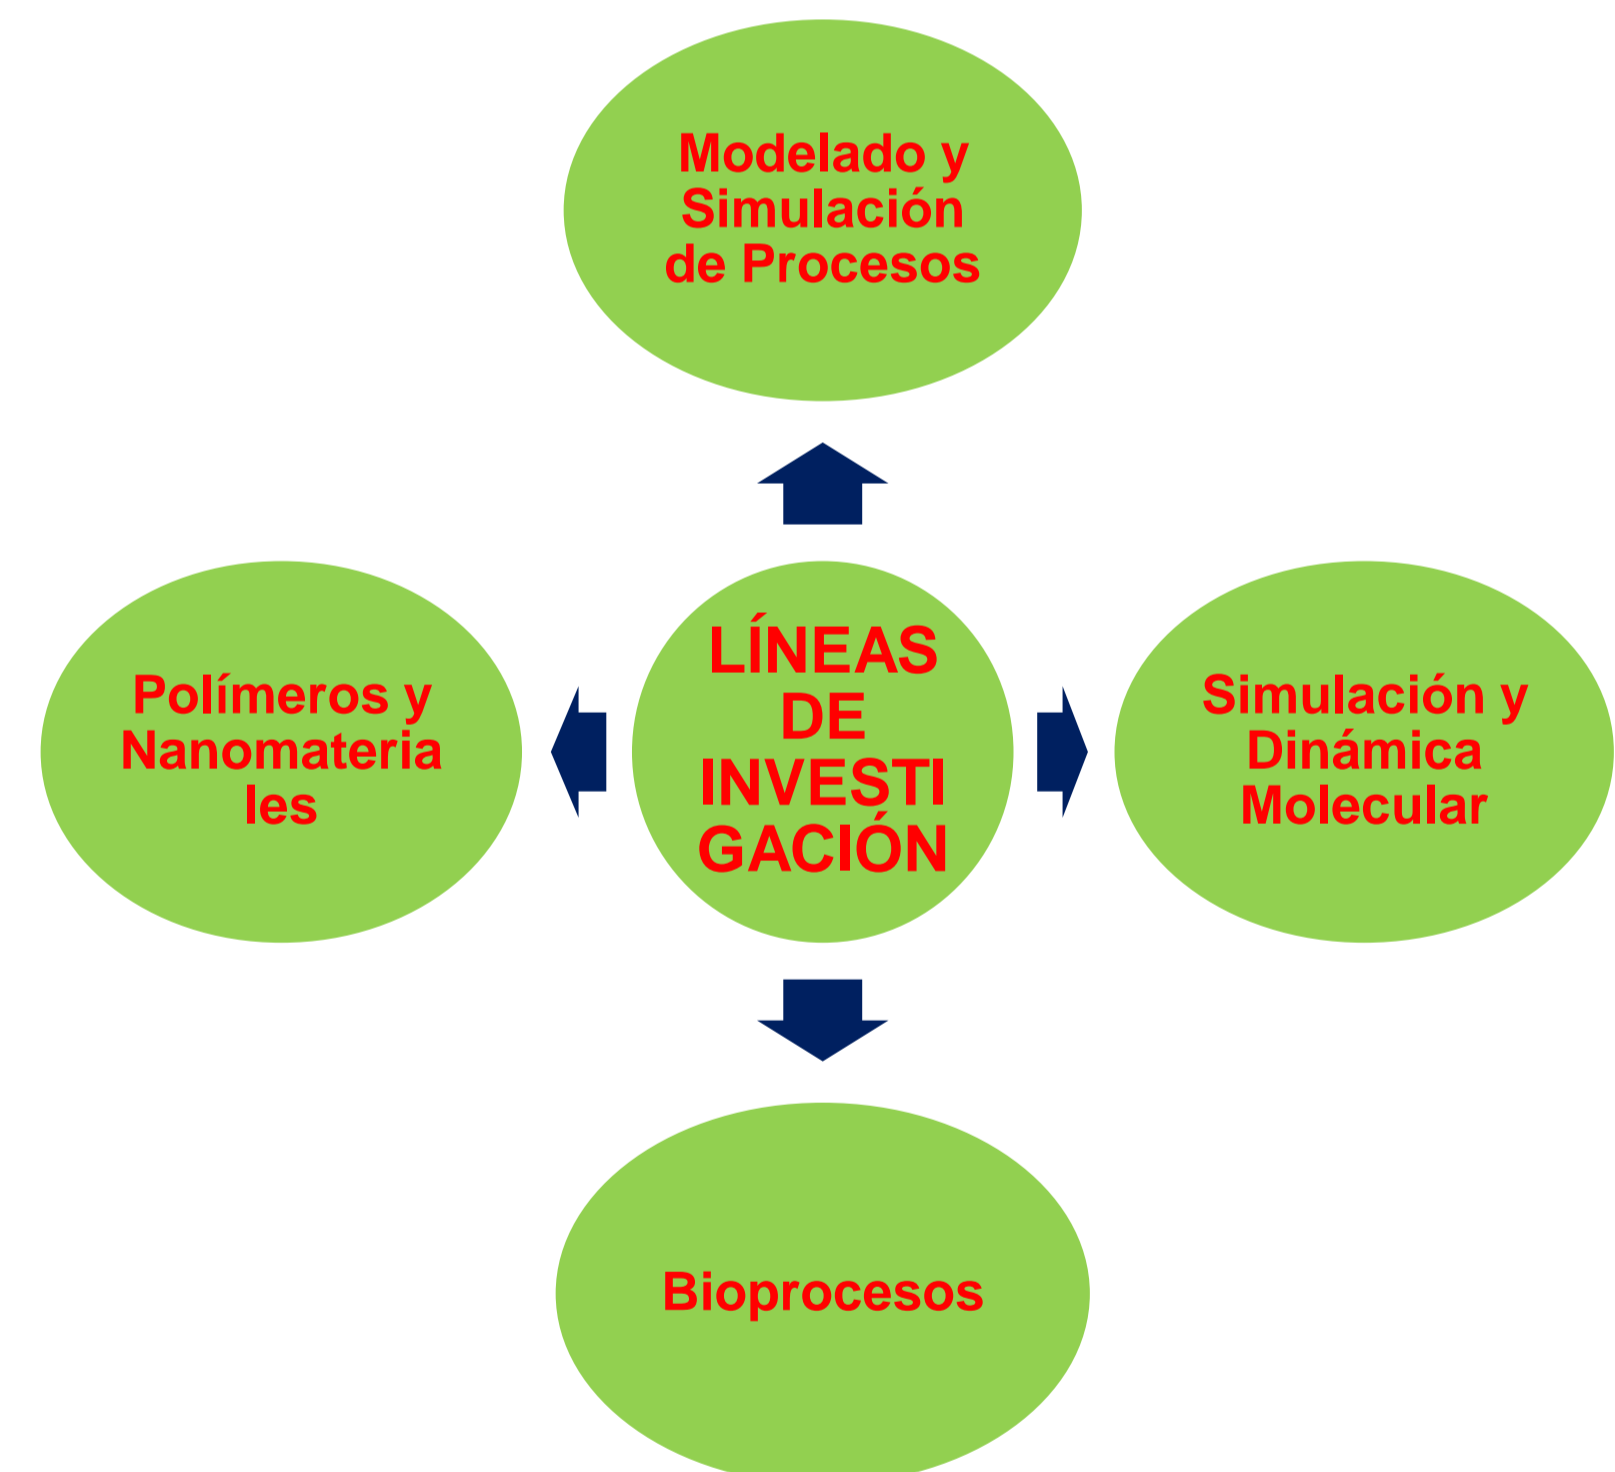 Modelado y
Simulación
de Procesos
Polímeros y
Nanomateria
les
LÍNEAS
DE
INVESTI
GACIÓN
Simulación y
Dinámica
Molecular
Bioprocesos